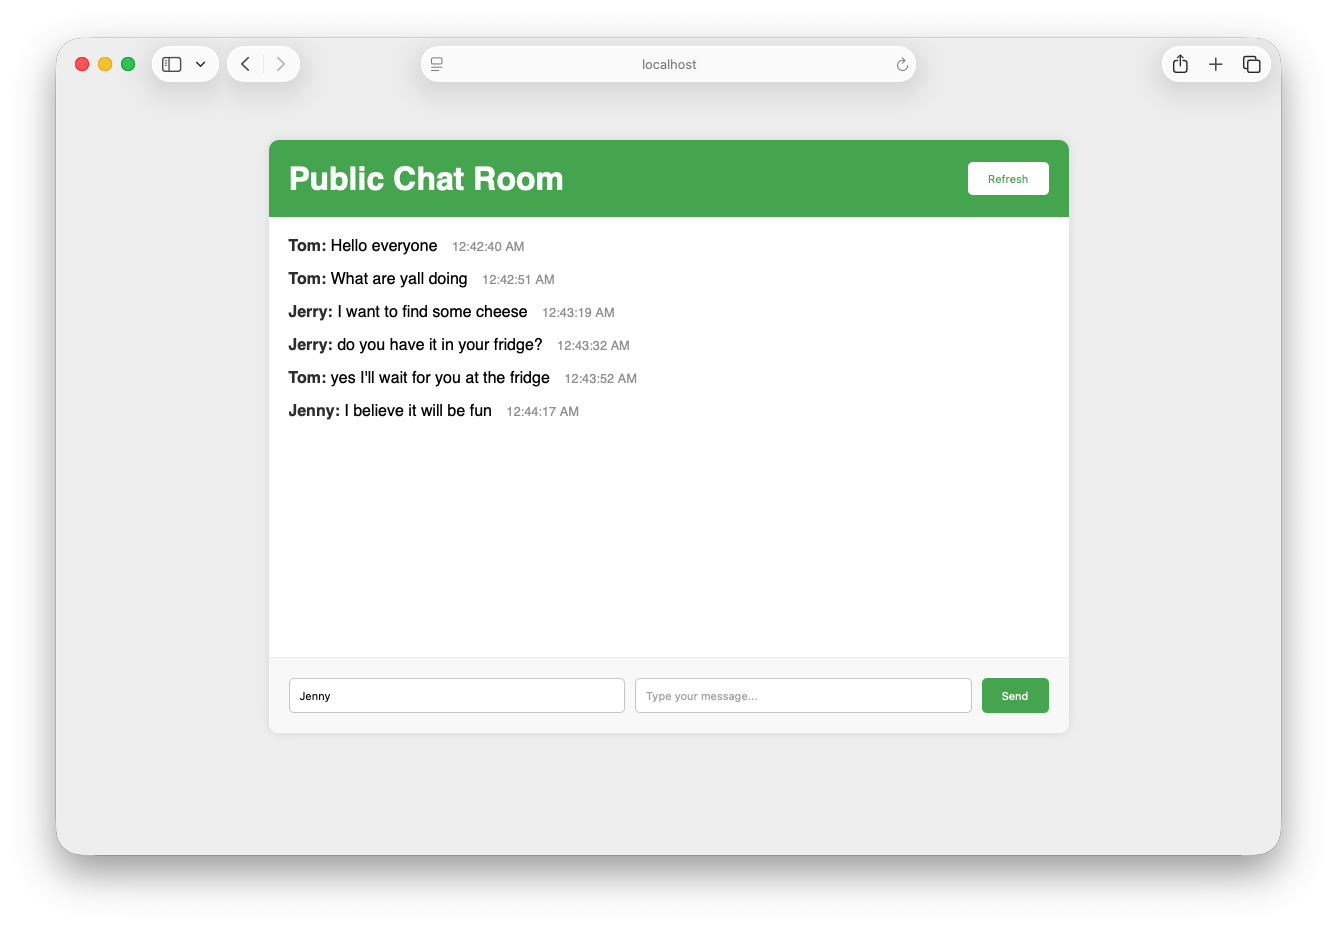 localhost
Public Chat Room
Refresh
Tom: Hello everyone 12:42:40 AM
Tom: What are yall doing 12:42:51 AM
Jerry: I want to find some cheese 12:43:19 AM
Jerry: do you have it in your fridge? 12:43:32 AM
Tom: yes I'll wait for you at the fridge 12:43:52 AM
Jenny: I believe it will be fun 12:44:17 AM
Jenny
Type your message...
Send